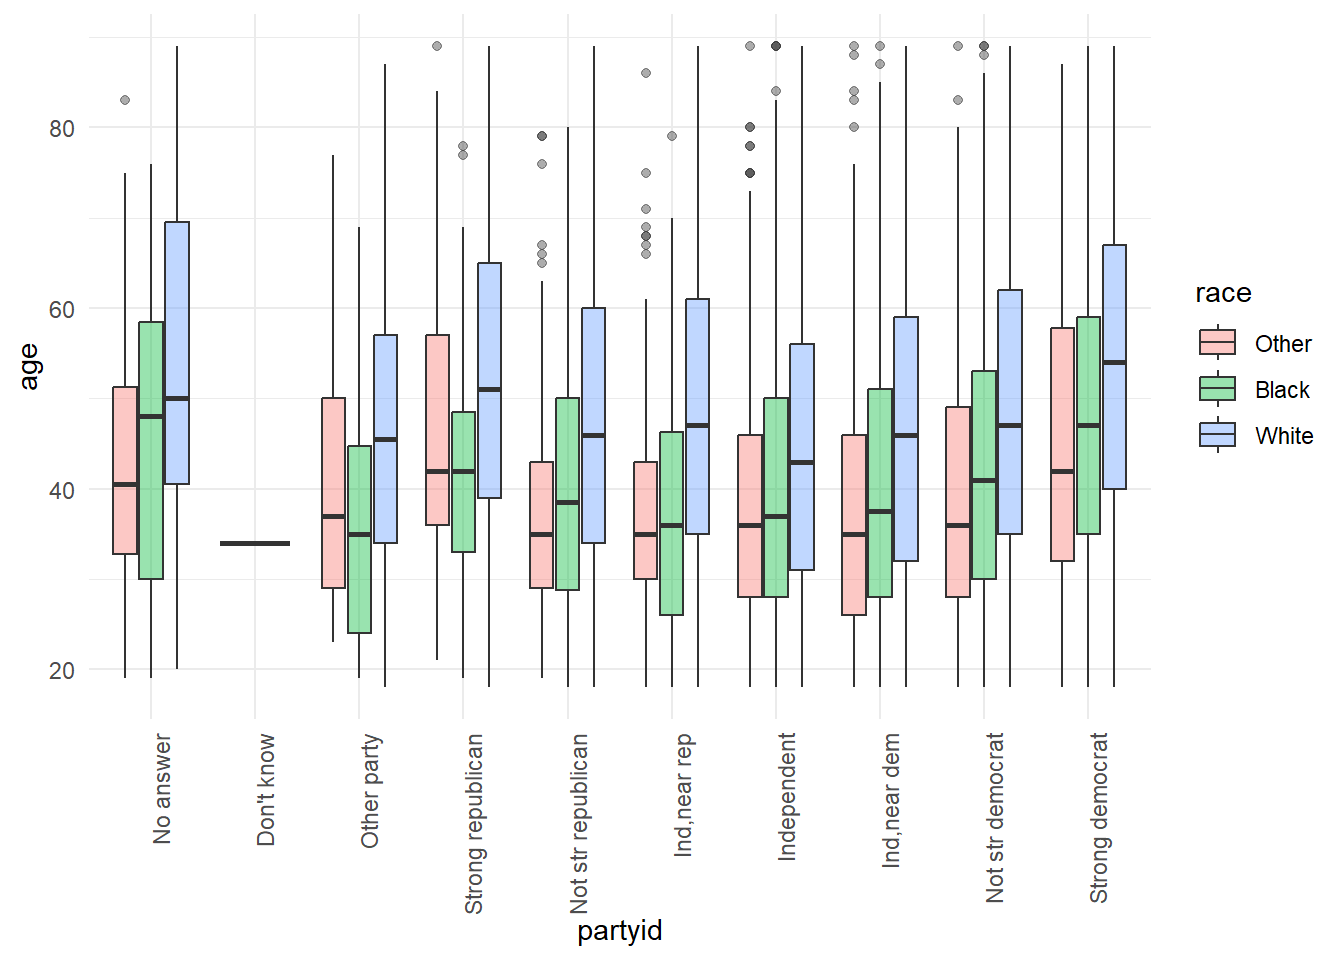 80
60
40
20
age
No answer
Don't know
Other party
Strong republican
Not str republican
Ind,near rep
Independent
Ind,near dem
Not str democrat
Strong democrat
partyid
race
Other
Black
White